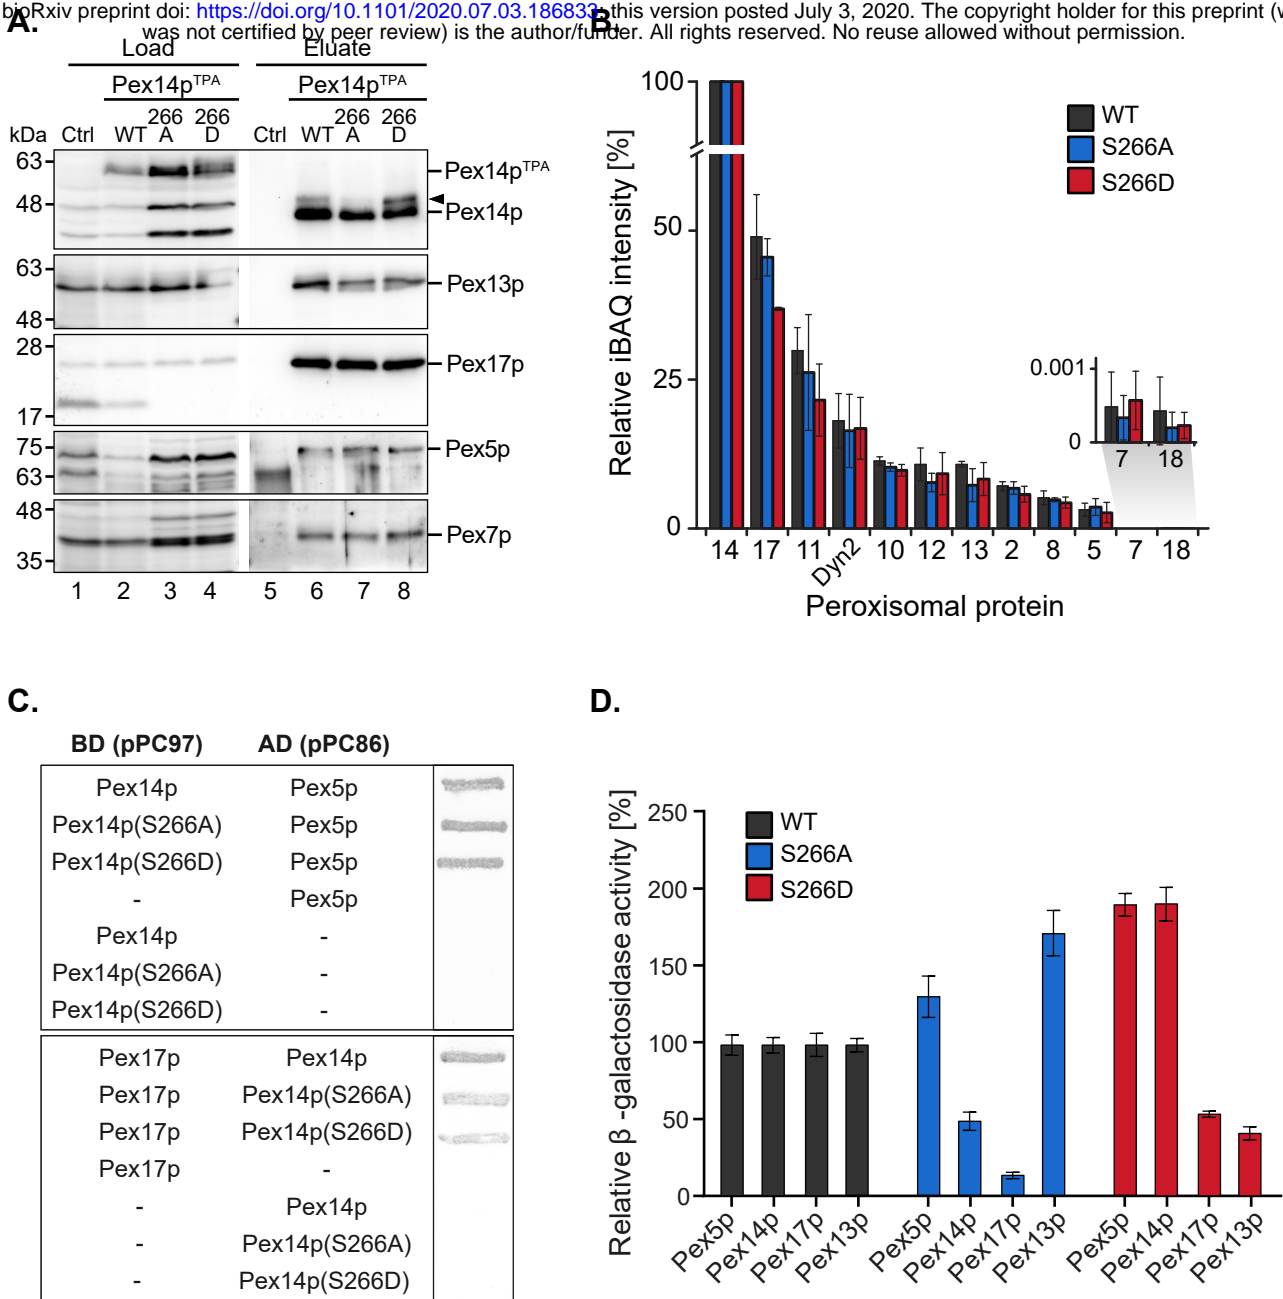 bioRxiv preprint doi: https://doi.org/10.1101/2020.07.03.186833; this version posted July 3, 2020. The copyright holder for this preprint (
was not certified by peer review) is the author/funder. All rights reserved. No reuse allowed without permission.
A.
Load Eluate
Pex14pTPA Pex14pTPA
266 266 266 266
kDa Ctrl WT A D Ctrl WT A D
63
Pex14pTPA
48
Pex14p
63
Pex13p
48
28
Pex17p
17
75
Pex5p
63
48
Pex7p
35
1 2 3 4 5 6 7 8
B.
Relative iBAQ intensity [%]
100
50
25
0
WT
S266A
S266D
0.001
0
7 18
14 17 11 Dyn2 10 12 13 2 8 5 7 18
Peroxisomal protein
C.
BD (pPC97) AD (pPC86)
Pex14p Pex5p
Pex14p(S266A) Pex5p
Pex14p(S266D) Pex5p
- Pex5p
Pex14p -
Pex14p(S266A) -
Pex14p(S266D) -
Pex17p Pex14p
Pex17p Pex14p(S266A)
Pex17p Pex14p(S266D)
Pex17p -
- Pex14p
- Pex14p(S266A)
- Pex14p(S266D)
D.
Relative β -galactosidase activity [%]
250
200
150
100
50
0
WT
S266A
S266D
Pex5p Pex14p Pex17p Pex13p Pex5p Pex14p Pex17p Pex13p Pex5p Pex14p Pex17p Pex13p